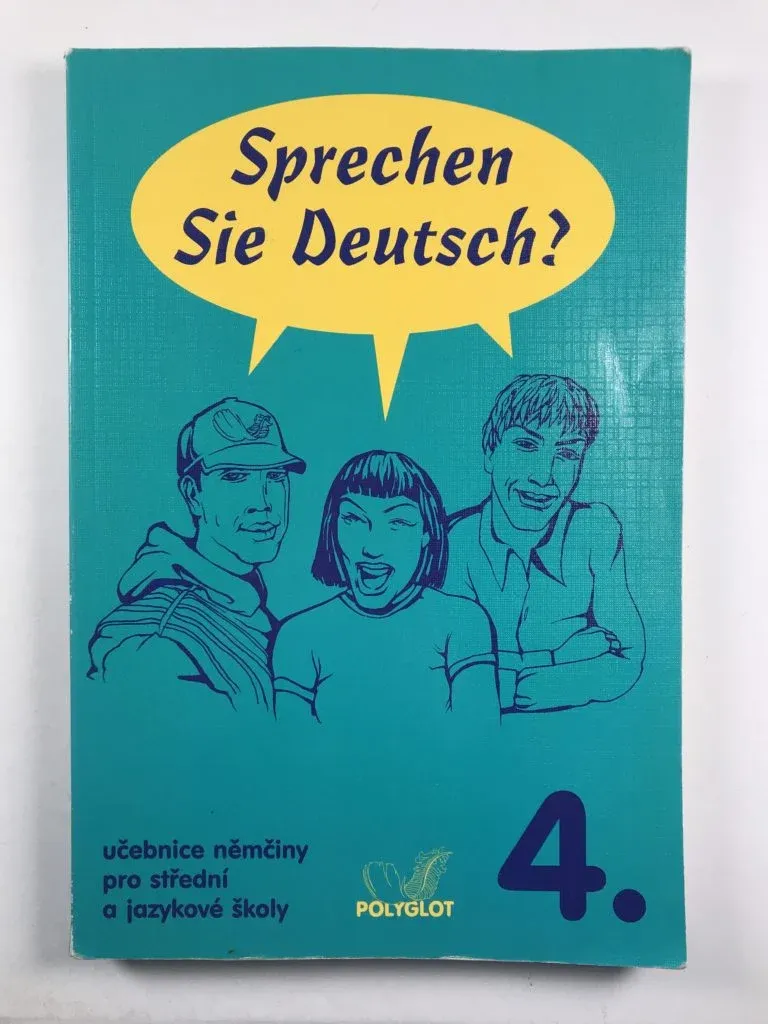 Sprechen
Sie Deutsch?
učebnice němčiny
pro střední
a jazykové školy
POLYGLOT
4.